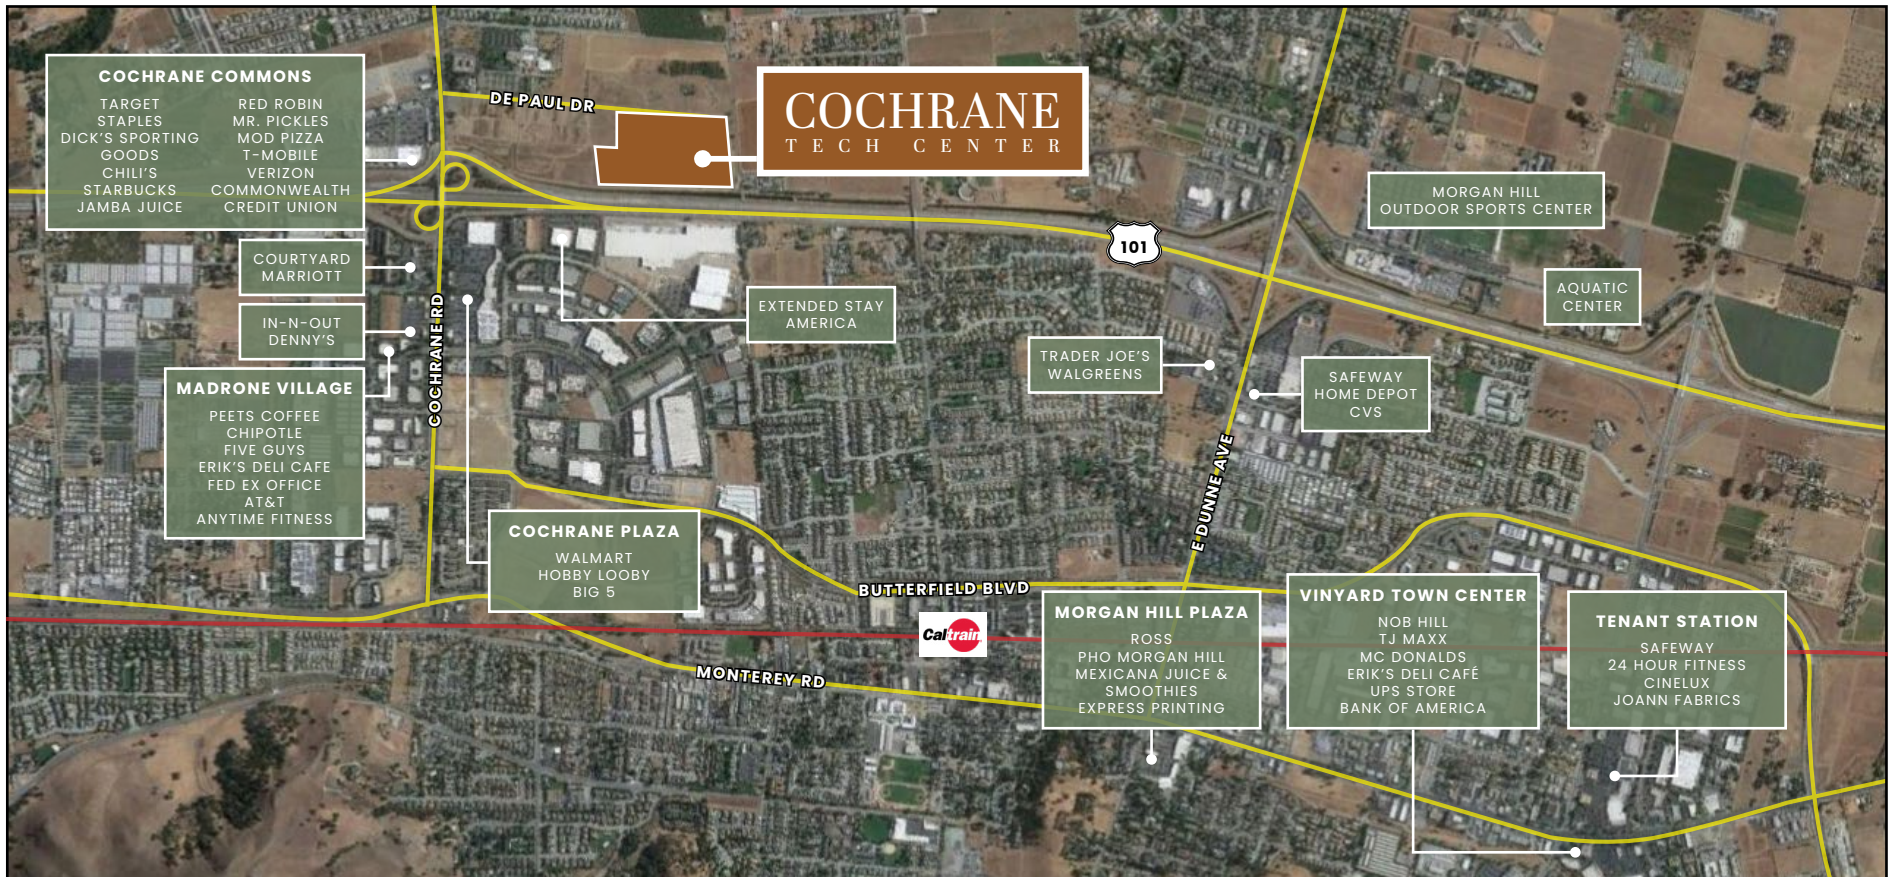 COCHRANE COMMONS
TARGET
STAPLES
DICK'S SPORTING
GOODS
CHILI'S
STARBUCKS
JAMBA JUICE
RED ROBIN
MR. PICKLES
MOD PIZZA
T-MOBILE
VERIZON
COMMONWEALTH
CREDIT UNION
DE PAUL DR
COCHRANE
TECH CENTER
MORGAN HILL
OUTDOOR SPORTS CENTER
101
COURTYARD
MARRIOTT
AQUATIC
CENTER
IN-N-OUT
DENNY'S
COCHRANE RD
EXTENDED STAY
AMERICA
TRADER JOE'S
WALGREENS
SAFEWAY
HOME DEPOT
CVS
MADRONE VILLAGE
PEETS COFFEE
CHIPOTLE
FIVE GUYS
ERIK'S DELI CAFE
FED EX OFFICE
AT&T
ANYTIME FITNESS
E DUNNE AVE
COCHRANE PLAZA
WALMART
HOBBY LOOBY
BIG 5
BUTTERFIELD BLVD
Caltrain
MONTEREY RD
MORGAN HILL PLAZA
ROSS
PHO MORGAN HILL
MEXICANA JUICE &
SMOOTHIES
EXPRESS PRINTING
VINYARD TOWN CENTER
NOB HILL
TJ MAXX
MC DONALDS
ERIK'S DELI CAFÉ
UPS STORE
BANK OF AMERICA
TENANT STATION
SAFEWAY
24 HOUR FITNESS
CINELUX
JOANN FABRICS